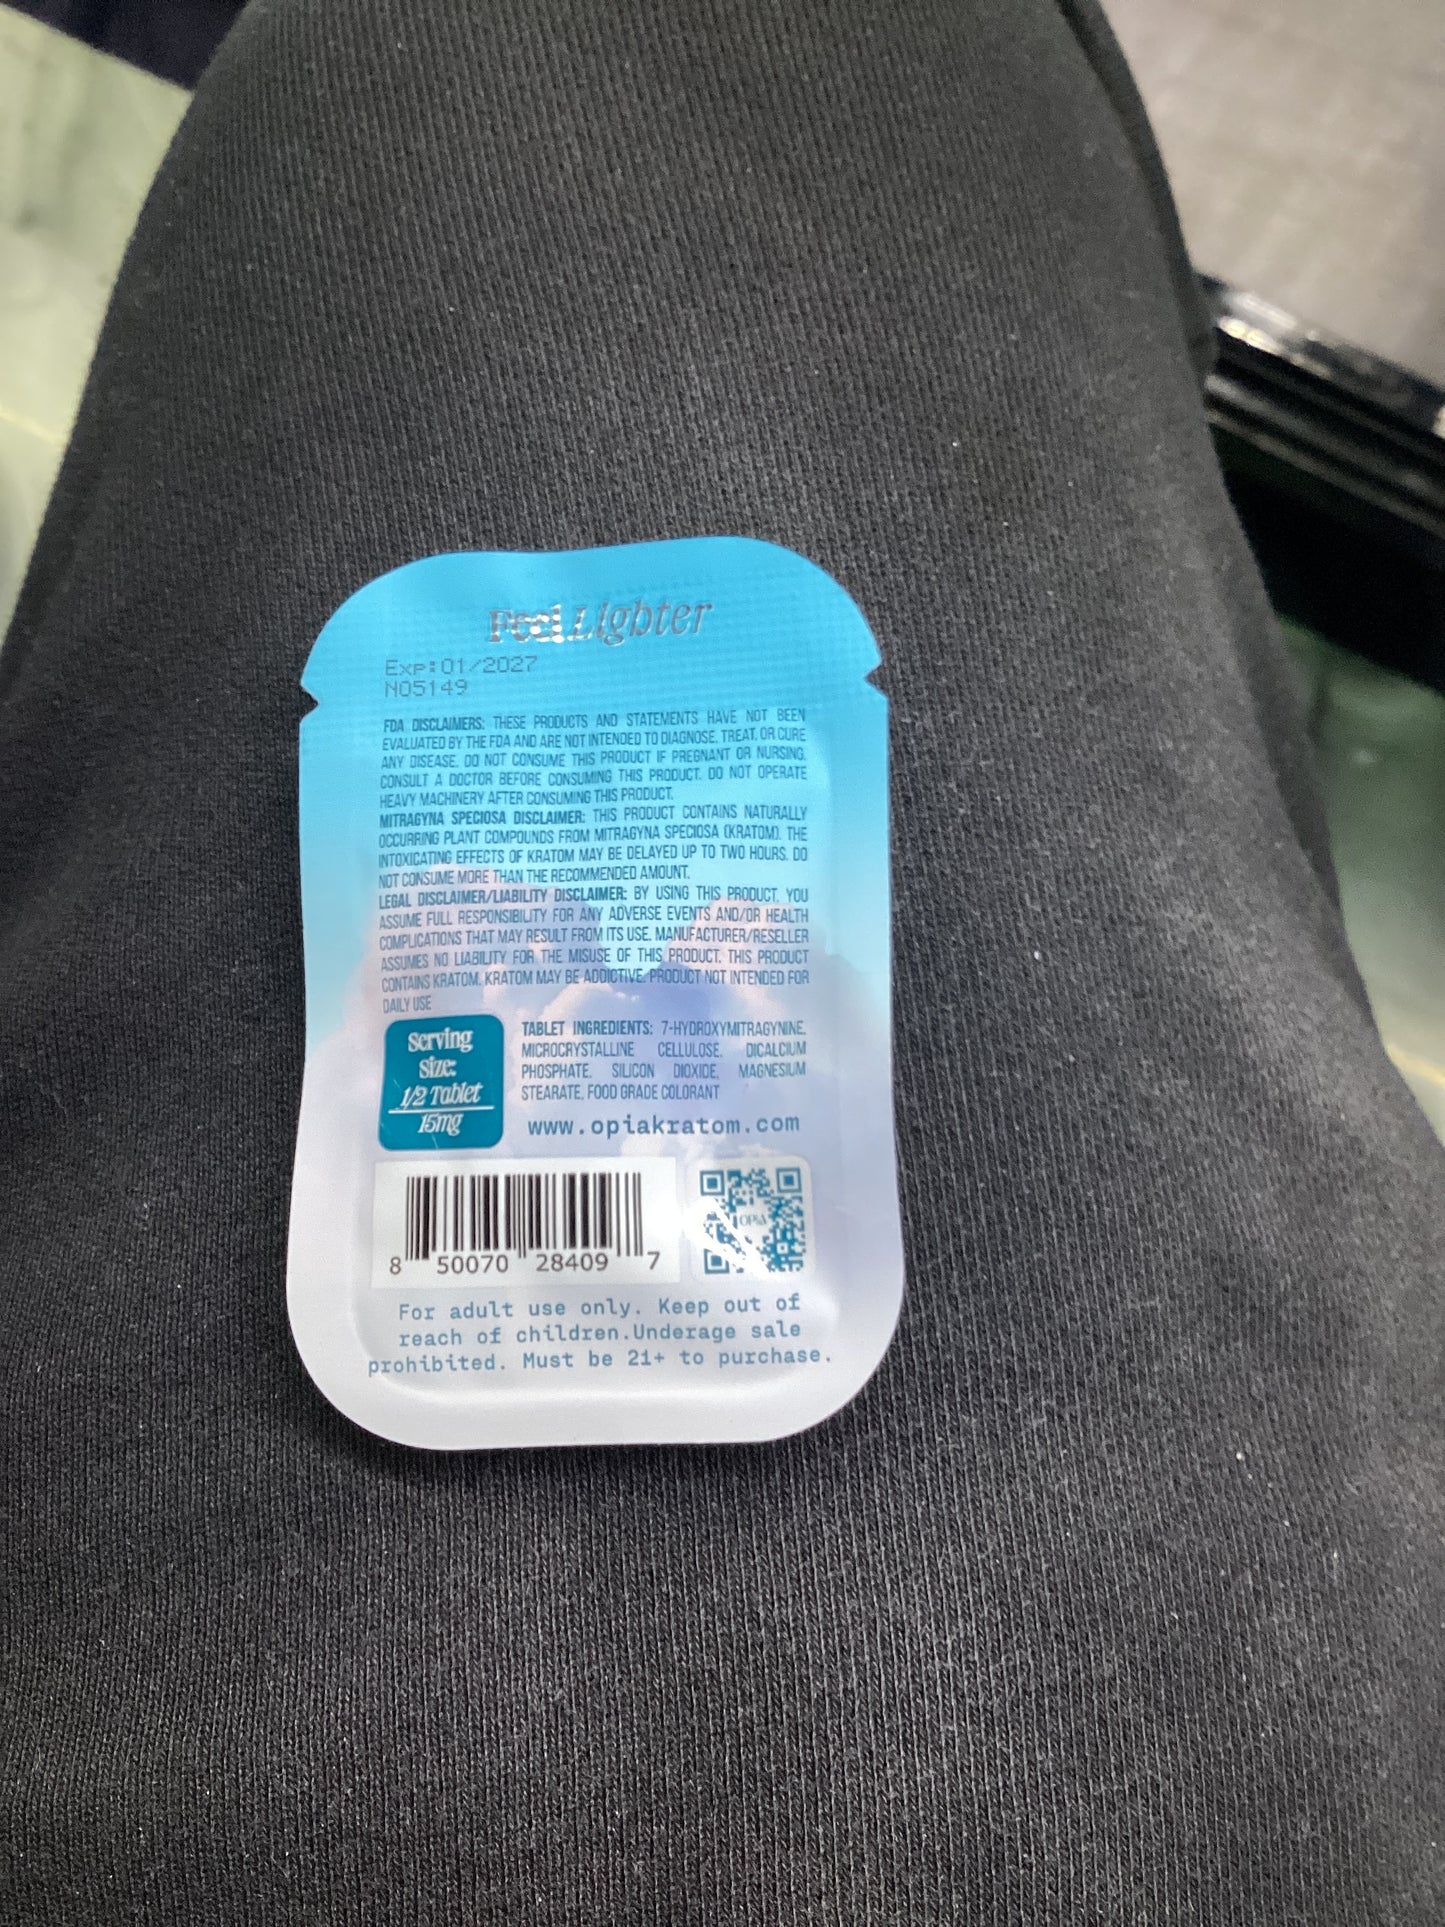 Feel Lighter
Exp:01/2027
N05149
FDA DISCLAIMERS: THESE PRODUCTS AND STATEMENTS HAVE NOT BEEN
EVALUATED BY THE FDA AND ARE NOT INTENDED TO DIAGNOSE, TREAT, OR CURE
ANY DISEASE. DO NOT CONSUME THIS PRODUCT IF PREGNANT OR NURSING.
CONSULT A DOCTOR BEFORE CONSUMING THIS PRODUCT. DO NOT OPERATE
HEAVY MACHINERY AFTER CONSUMING THIS PRODUCT.
MITRAGYNA SPECIOSA DISCLAIMER: THIS PRODUCT CONTAINS NATURALLY
OCCURRING PLANT COMPOUNDS FROM MITRAGYNA SPECIOSA (KRATOM). THE
INTOXICATING EFFECTS OF KRATOM MAY BE DELAYED UP TO TWO HOURS. DO
NOT CONSUME MORE THAN THE RECOMMENDED AMOUNT.
LEGAL DISCLAIMER/LIABILITY DISCLAIMER: BY USING THIS PRODUCT, YOU
ASSUME FULL RESPONSIBILITY FOR ANY ADVERSE EVENTS AND/OR HEALTH
COMPLICATIONS THAT MAY RESULT FROM ITS USE. MANUFACTURER/RESELLER
ASSUMES NO LIABILITY FOR THE MISUSE OF THIS PRODUCT. THIS PRODUCT
CONTAINS KRATOM. KRATOM MAY BE ADDICTIVE. PRODUCT NOT INTENDED FOR
DAILY USE
Serving
Size:
1/2 Tablet
15mg
TABLET INGREDIENTS: 7-HYDROXYMITRAGYNINE,
MICROCRYSTALLINE CELLULOSE, DICALCIUM
PHOSPHATE, SILICON DIOXIDE, MAGNESIUM
STEARATE, FOOD GRADE COLORANT
www.opiakratom.com
8 50070 28409 7
OPIA
For adult use only. Keep out of
reach of children.Underage sale
prohibited. Must be 21+ to purchase.